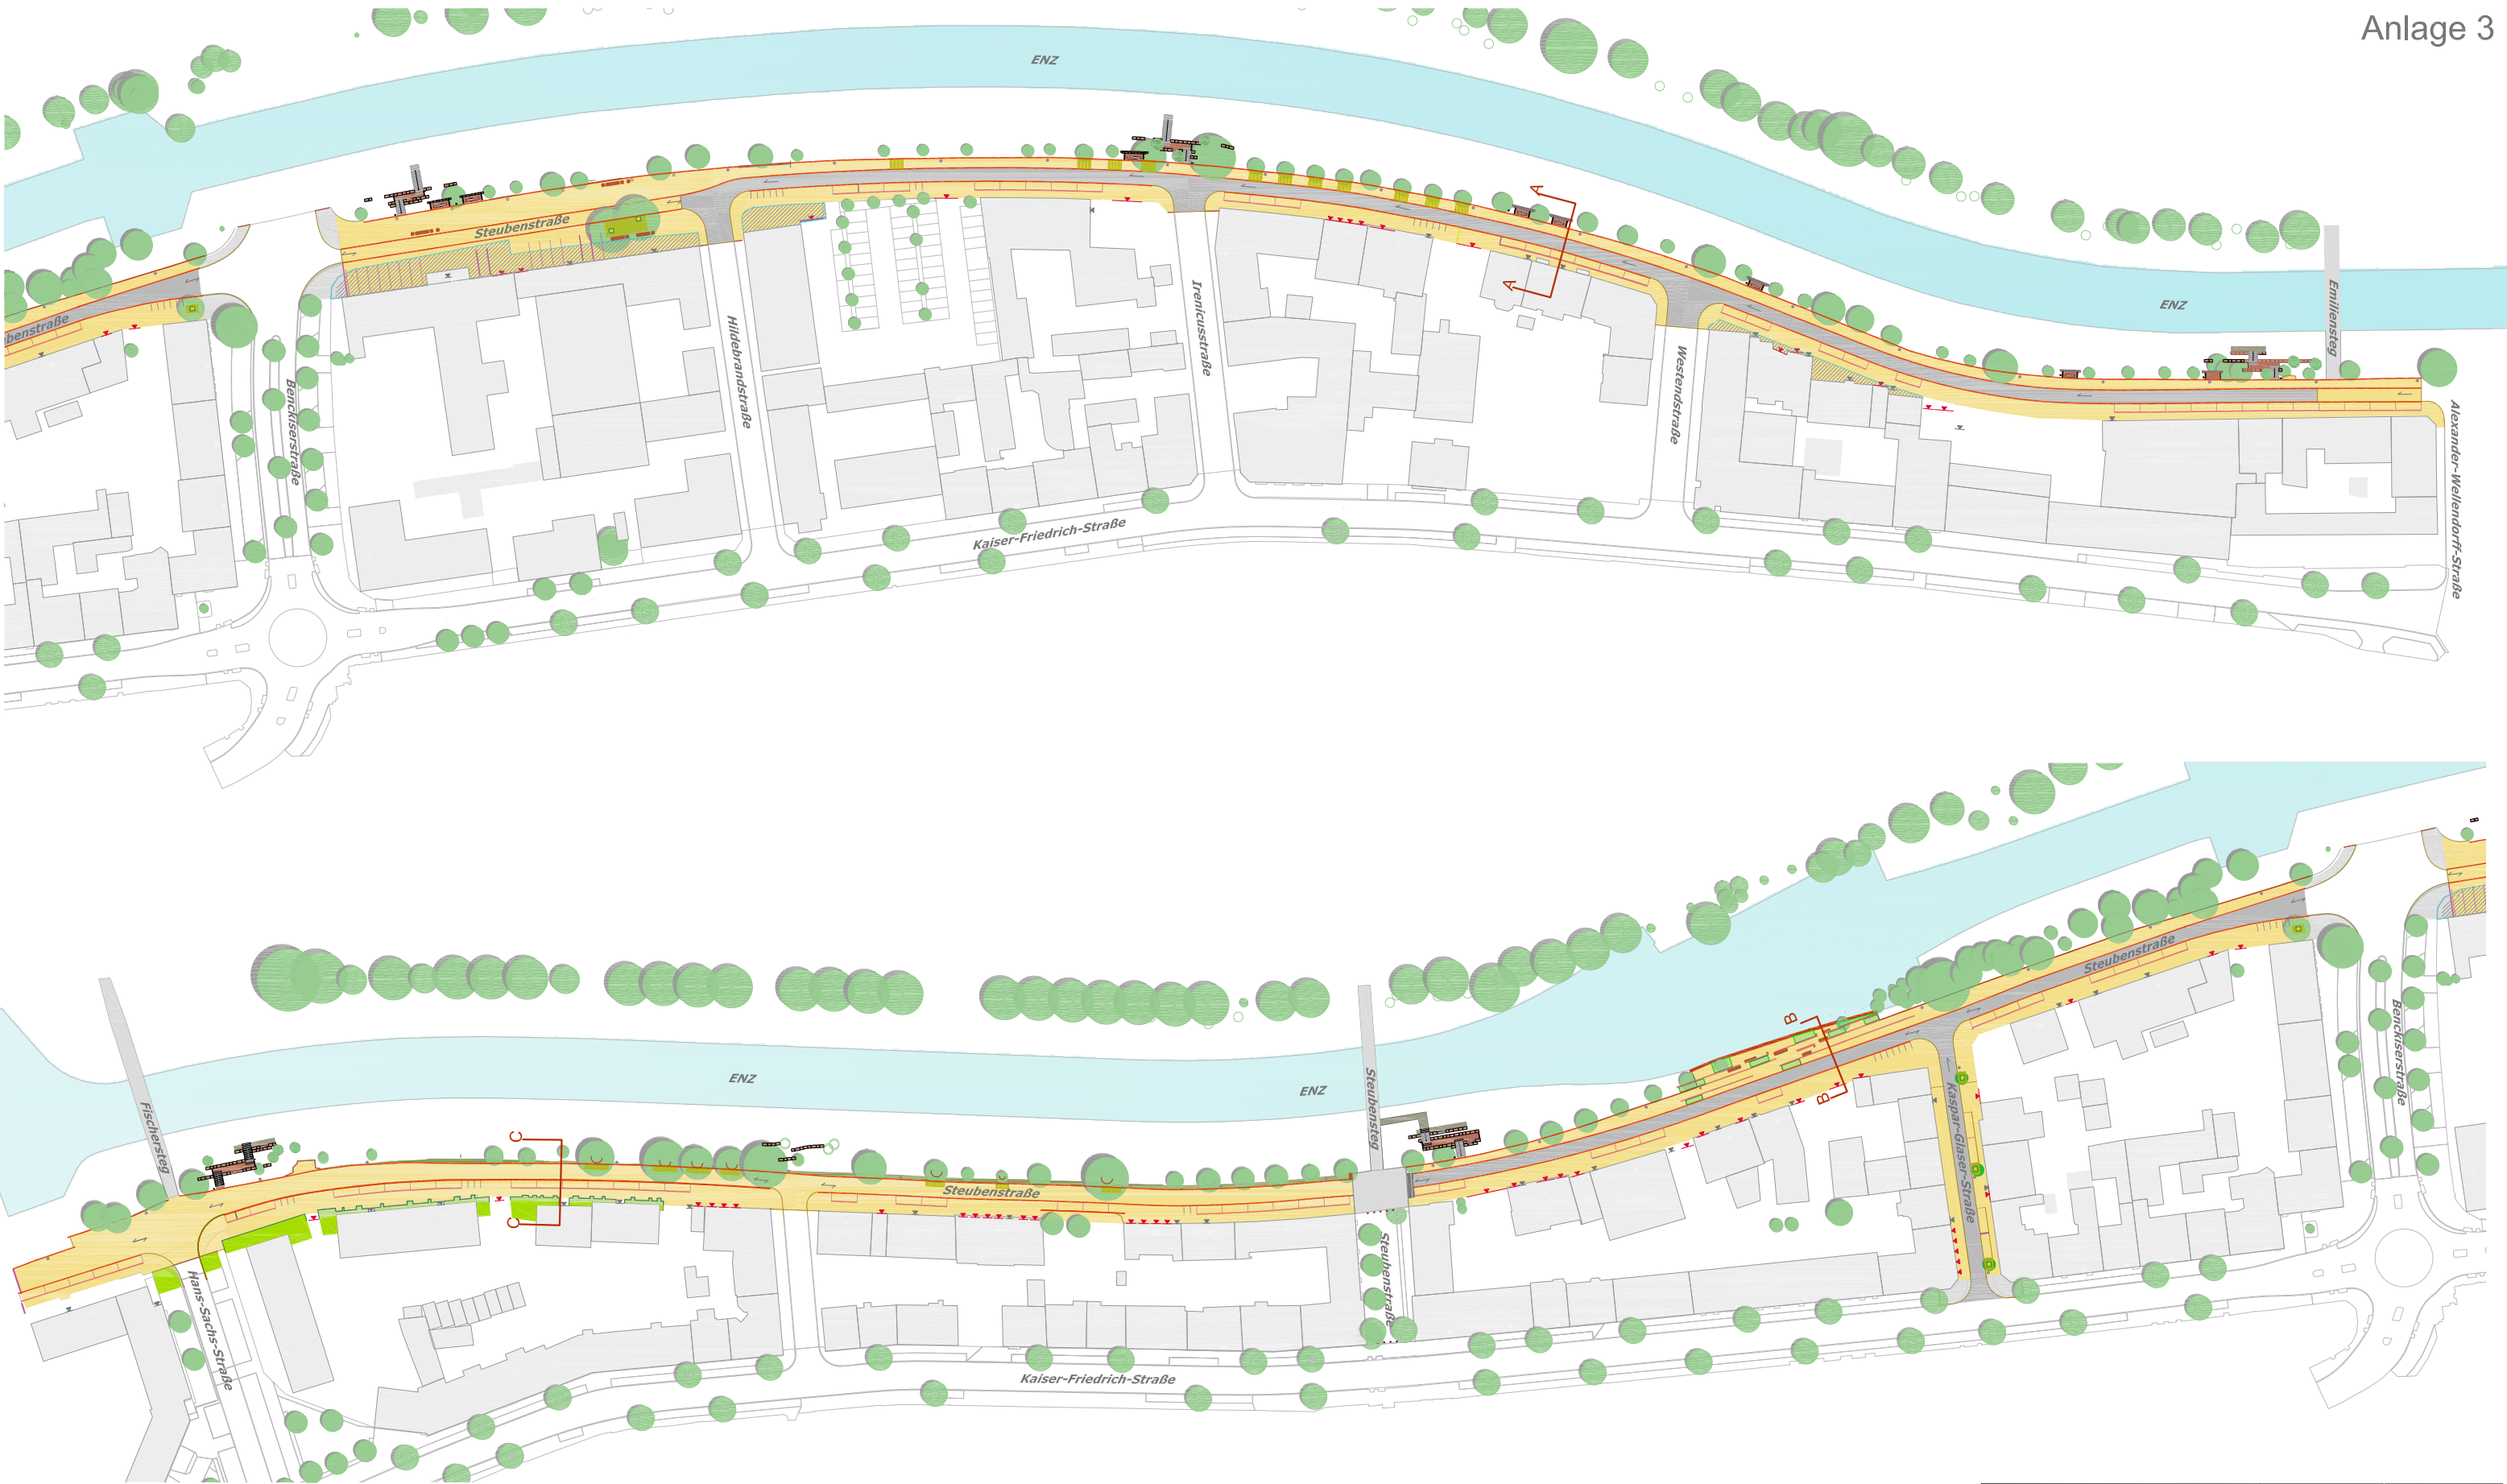 Anlage 3
ENZ
Steubenstraße
ENZ
Emiliensteg
Irenicusstraße
Hildebrandstraße
benstraße
Benckiserstraße
Westendstraße
Alexander-Wellendorff-Straße
Kaiser-Friedrich-Straße
A
A
Steubenstraße
Benckiserstraße
B
B
Kaspar-Glaser-Straße
ENZ
ENZ
Steubensteg
Fischersteg
C
C
Steubenstraße
Steubenstraße
Hans-Sachs-Straße
Kaiser-Friedrich-Straße